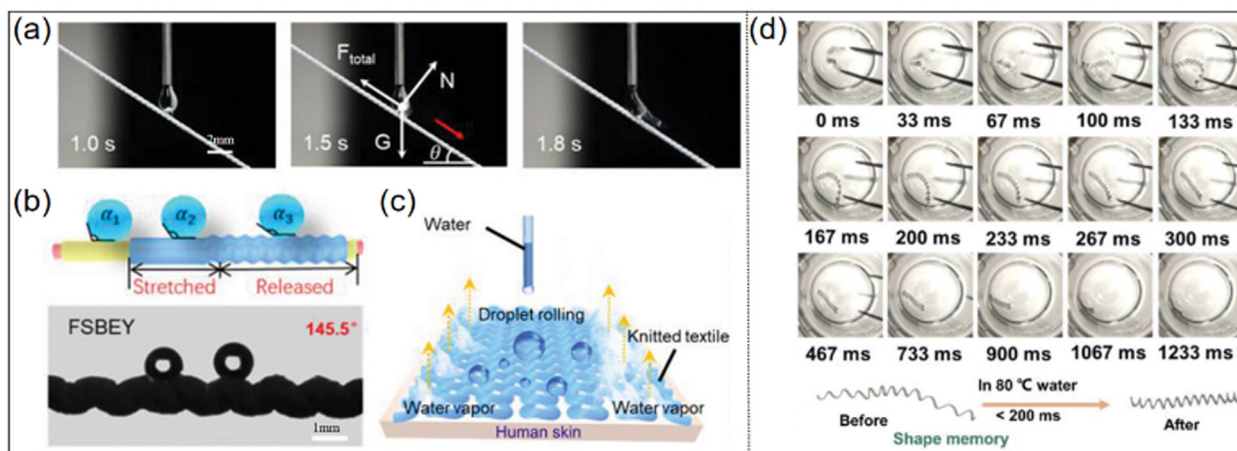 (a)
F_total
N
G
θ
1.0 s
2mm
1.5 s
1.8 s
(b)
α1
α2
α3
Stretched
Released
FSBEY
145.5°
1mm
(c)
Water
Droplet rolling
Knitted textile
Water vapor
Water vapor
Human skin
(d)
0 ms 33 ms 67 ms 100 ms 133 ms
167 ms 200 ms 233 ms 267 ms 300 ms
467 ms 733 ms 900 ms 1067 ms 1233 ms
In 80 ℃ water
< 200 ms
Before
After
Shape memory